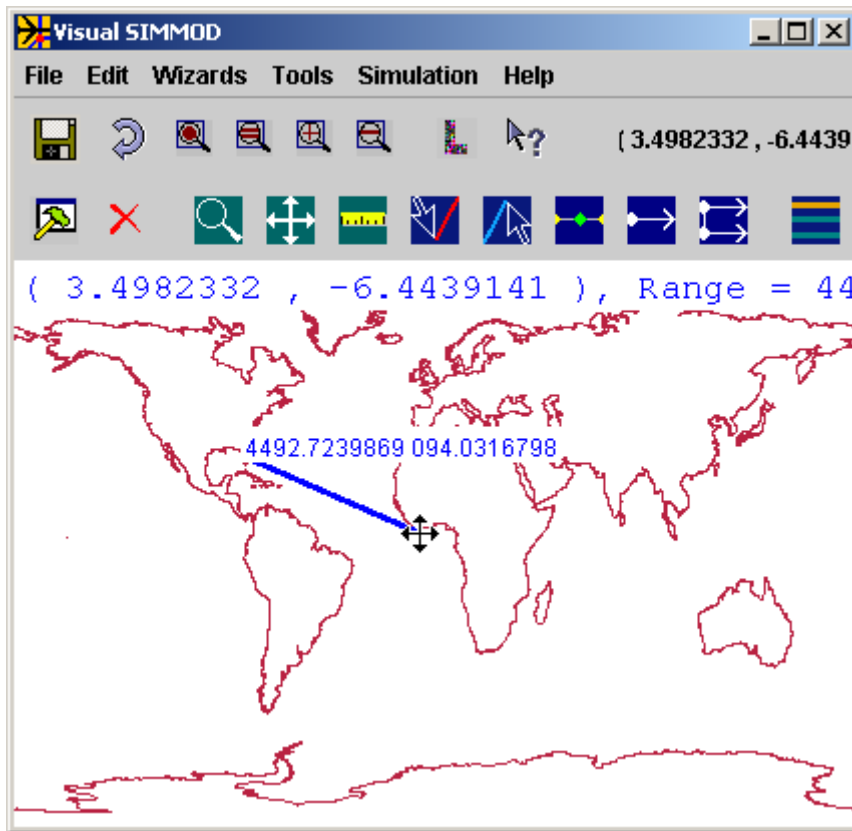 Visual SIMMOD
File Edit Wizards Tools Simulation Help
( 3.4982332 , -6.4439
( 3.4982332 , -6.4439141 ), Range = 44
4492.7239869 094.0316798